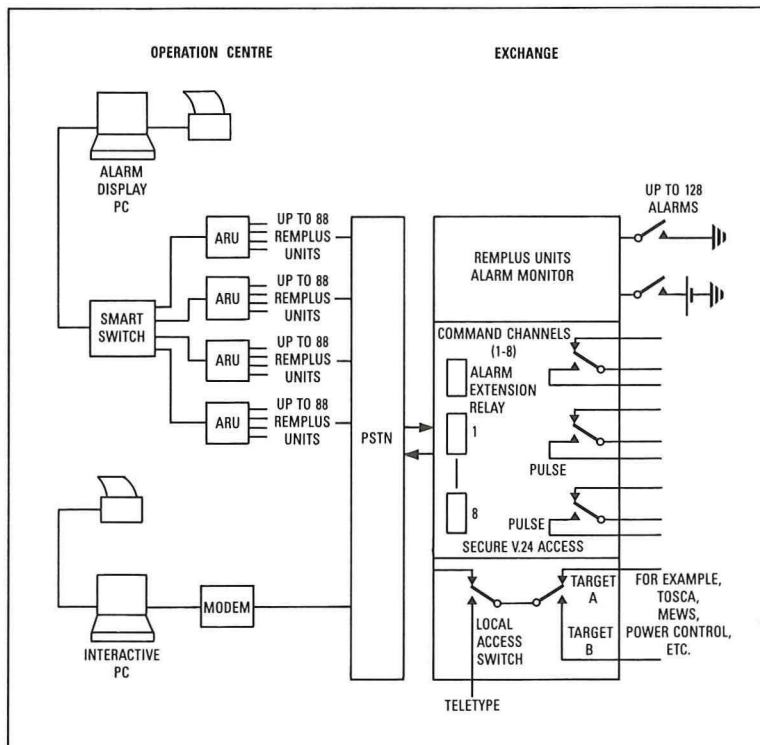 OPERATION CENTRE
EXCHANGE
ALARM
DISPLAY
PC
SMART
SWITCH
ARU
UP TO 88
REMPLUS
UNITS
ARU
UP TO 88
REMPLUS
UNITS
ARU
UP TO 88
REMPLUS
UNITS
ARU
UP TO 88
REMPLUS
UNITS
INTERACTIVE
PC
MODEM
PSTN
REMPLUS UNITS
ALARM MONITOR
UP TO 128
ALARMS
COMMAND CHANNELS
(1-8)
ALARM
EXTENSION
RELAY
1
PULSE
8
PULSE
SECURE V.24 ACCESS
TARGET
A
LOCAL
ACCESS
SWITCH
TARGET
B
TELETYPE
FOR EXAMPLE,
TOSCA,
MEWS,
POWER CONTROL,
ETC.